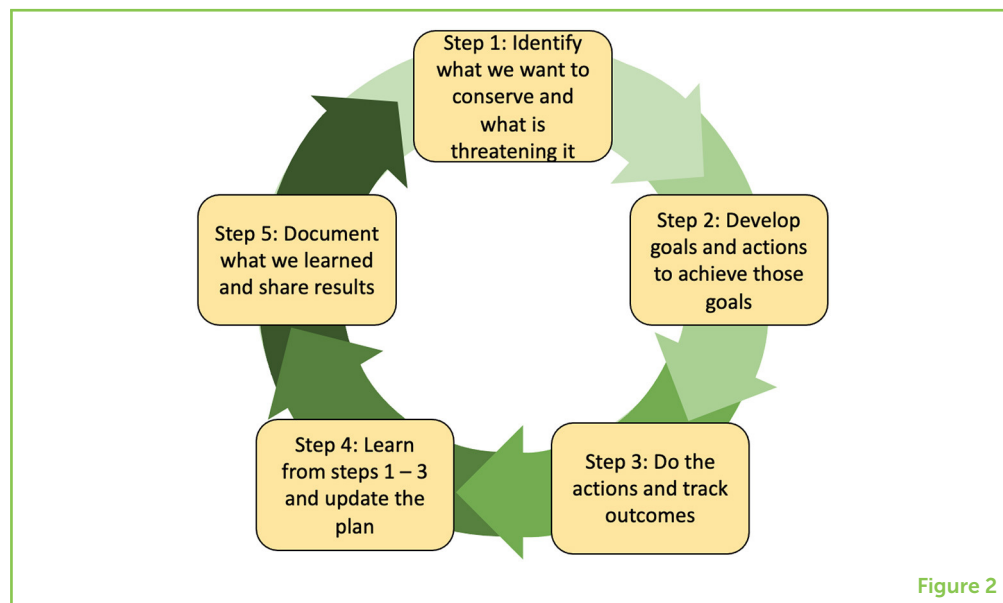 Step 1: Identify
what we want to
conserve and
what is
threatening it
Step 2: Develop
goals and actions
to achieve those
goals
Step 3: Do the
actions and track
outcomes
Step 4: Learn
from steps 1 – 3
and update the
plan
Step 5: Document
what we learned
and share results
Figure 2